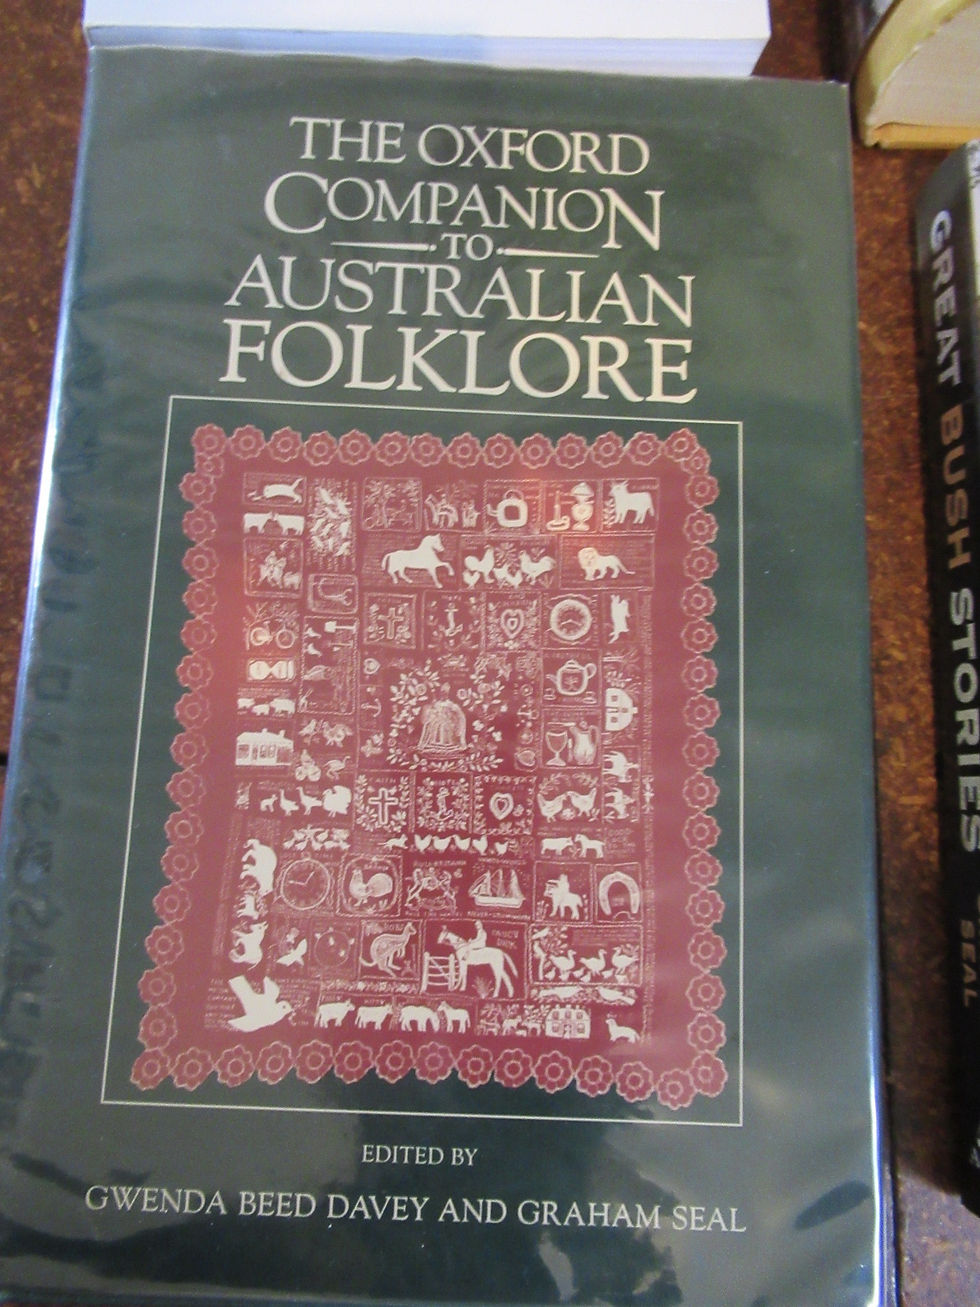 THE OXFORD
COMPANION
TO
AUSTRALIAN
FOLKLORE
EDITED BY
GWENDA BEED DAVEY AND GRAHAM SEAL
GREAT BUSH STORIES SEAL